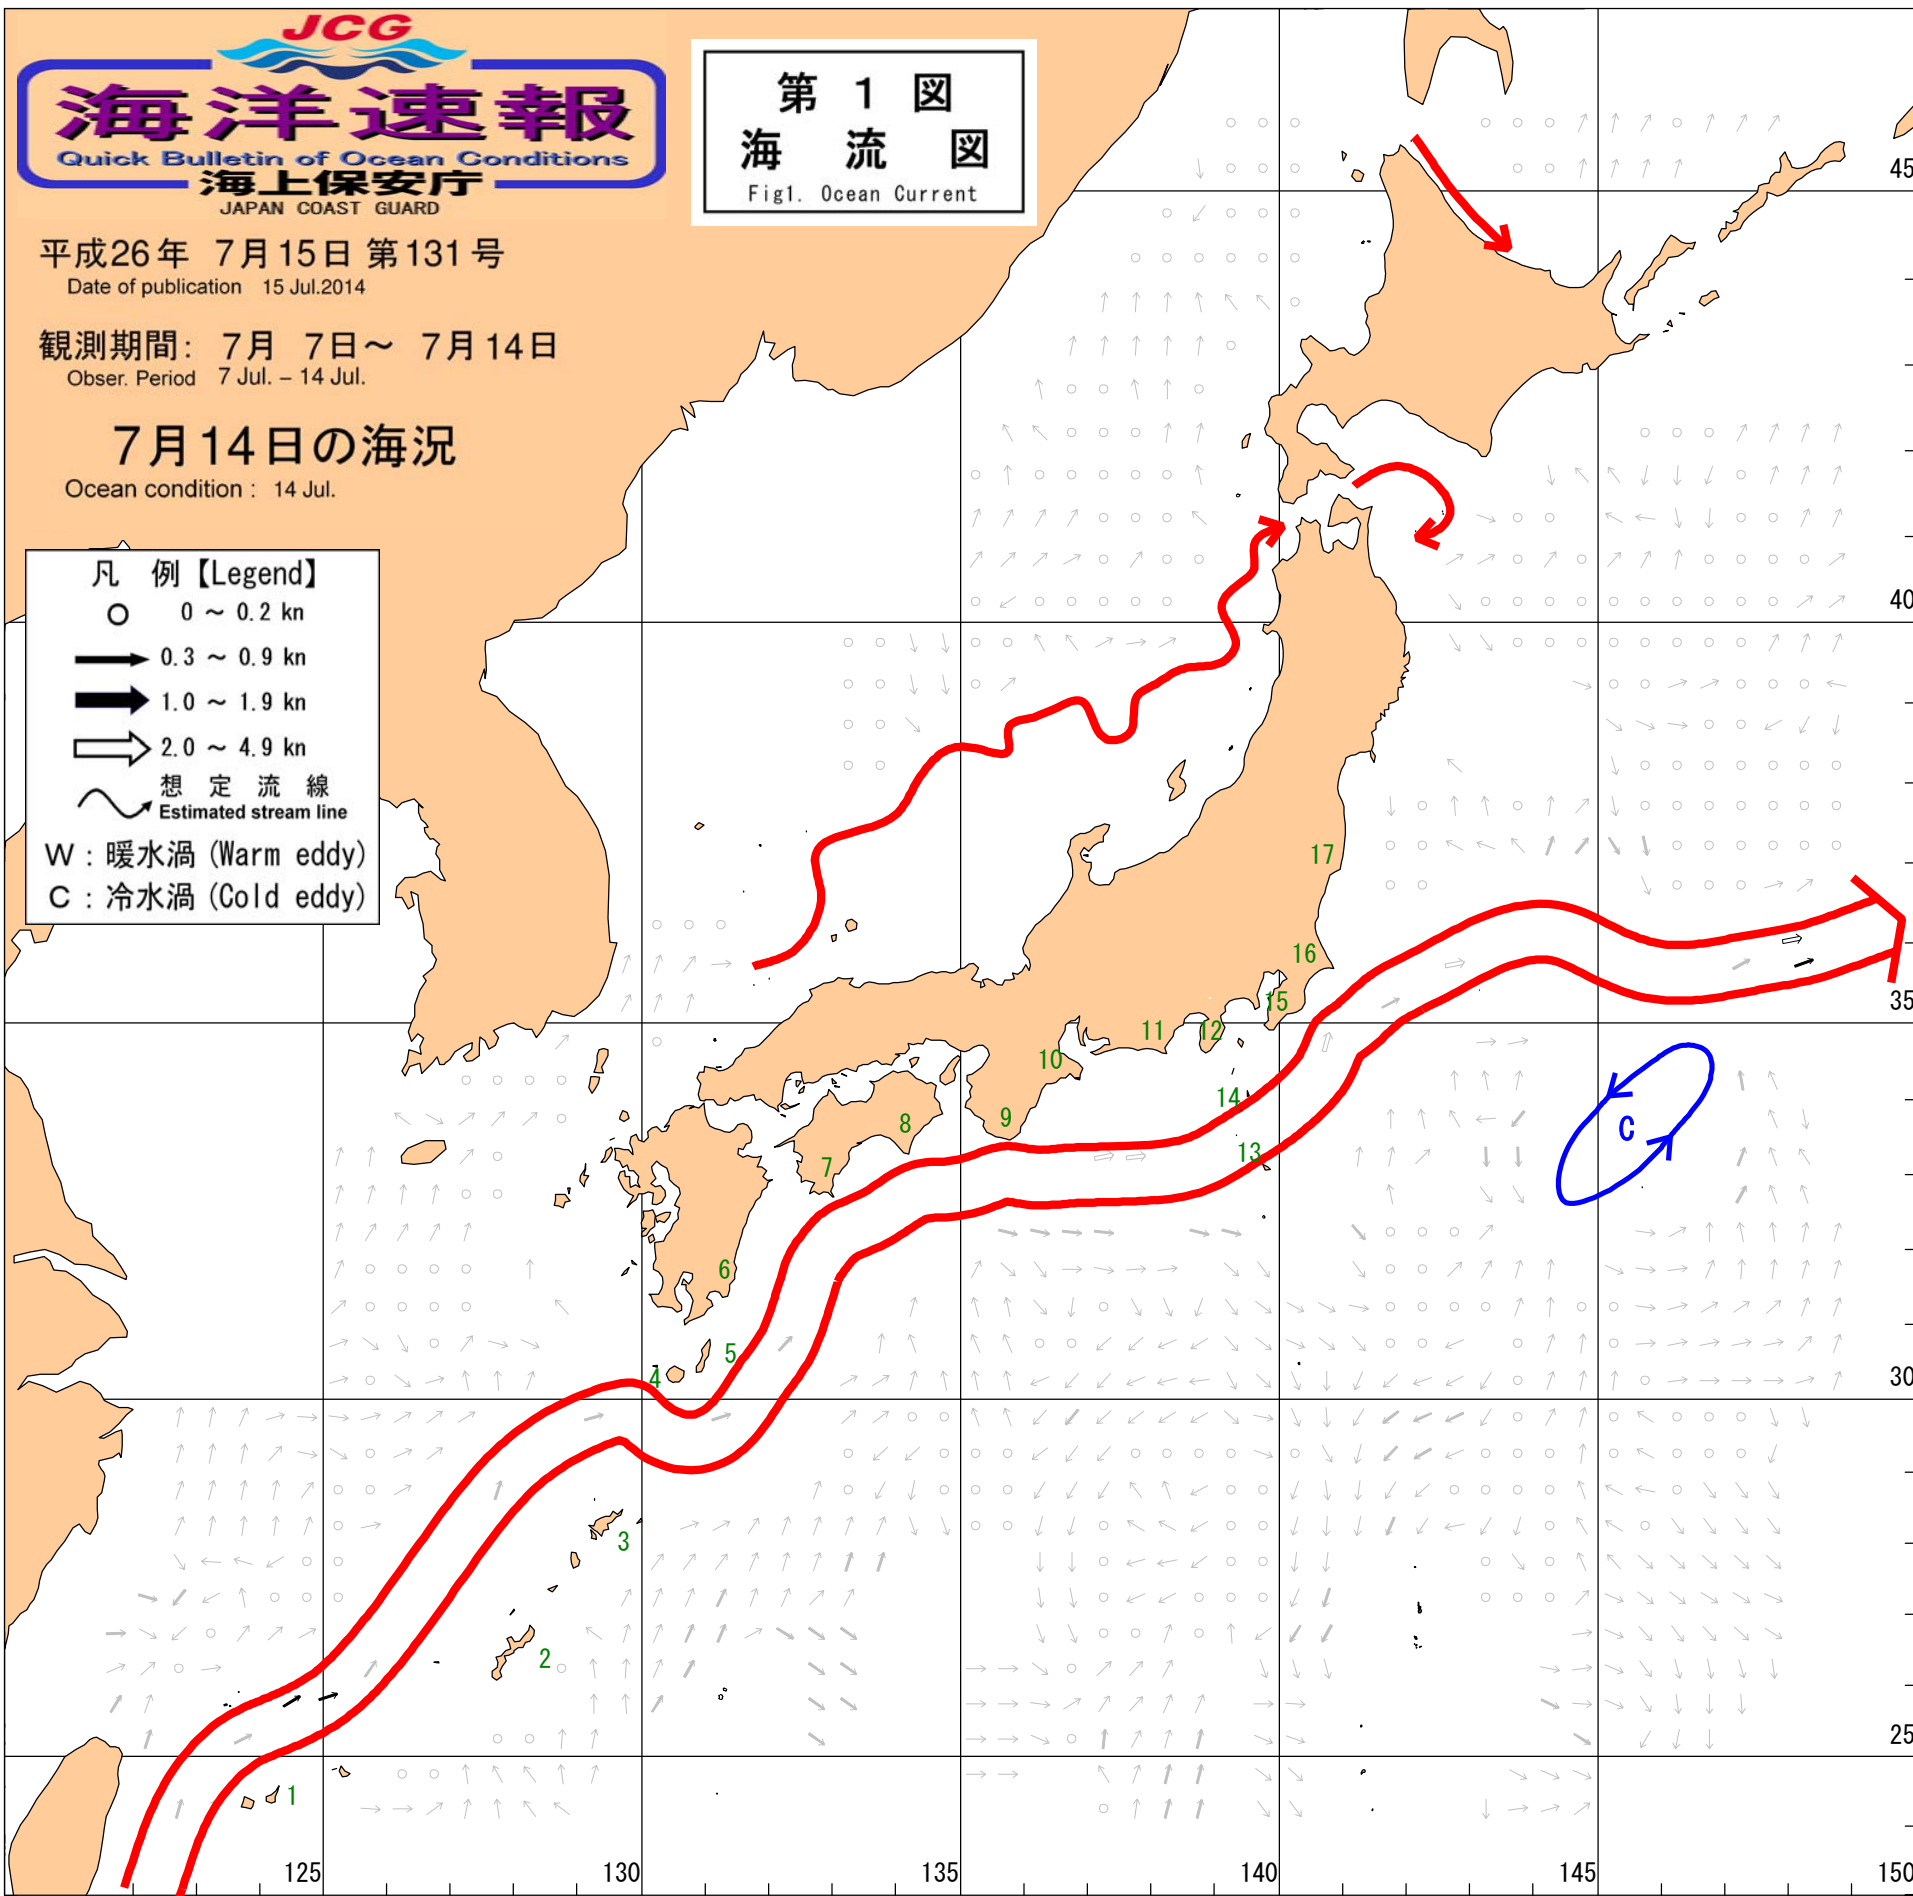 JCG
海洋速報
Quick Bulletin of Ocean Conditions
海上保安庁
JAPAN COAST GUARD
第 1 図
海 流 図
Fig1. Ocean Current
平成26年 7月15日 第131号
Date of publication 15 Jul.2014
観測期間: 7月 7日~ 7月14日
Obser. Period 7 Jul. – 14 Jul.
7月14日の海況
Ocean condition : 14 Jul.
凡 例【Legend】
0 ~ 0.2 kn
0.3 ~ 0.9 kn
1.0 ~ 1.9 kn
2.0 ~ 4.9 kn
想 定 流 線
Estimated stream line
W : 暖水渦 (Warm eddy)
C : 冷水渦 (Cold eddy)
45
40
17
16
35
15
11
12
10
14
C
9
8
13
7
6
5
4
30
3
2
25
1
125
130
135
140
145
150